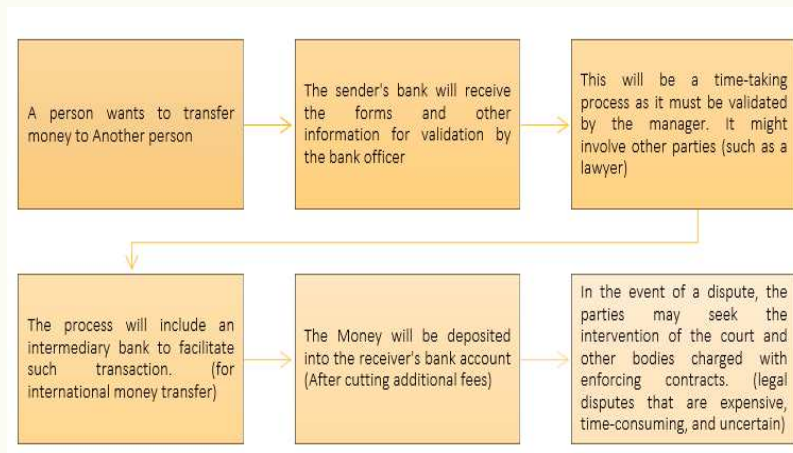 A person wants to transfer
money to Another person
The sender's bank will receive
the forms and other
information for validation by
the bank officer
This will be a time-taking
process as it must be validated
by the manager. It might
involve other parties (such as a
lawyer)
The process will include an
intermediary bank to facilitate
such transaction. (for
international money transfer)
The Money will be deposited
into the receiver's bank account
(After cutting additional fees)
In the event of a dispute, the
parties may seek the
intervention of the court and
other bodies charged with
enforcing contracts. (legal
disputes that are expensive,
time-consuming, and uncertain)